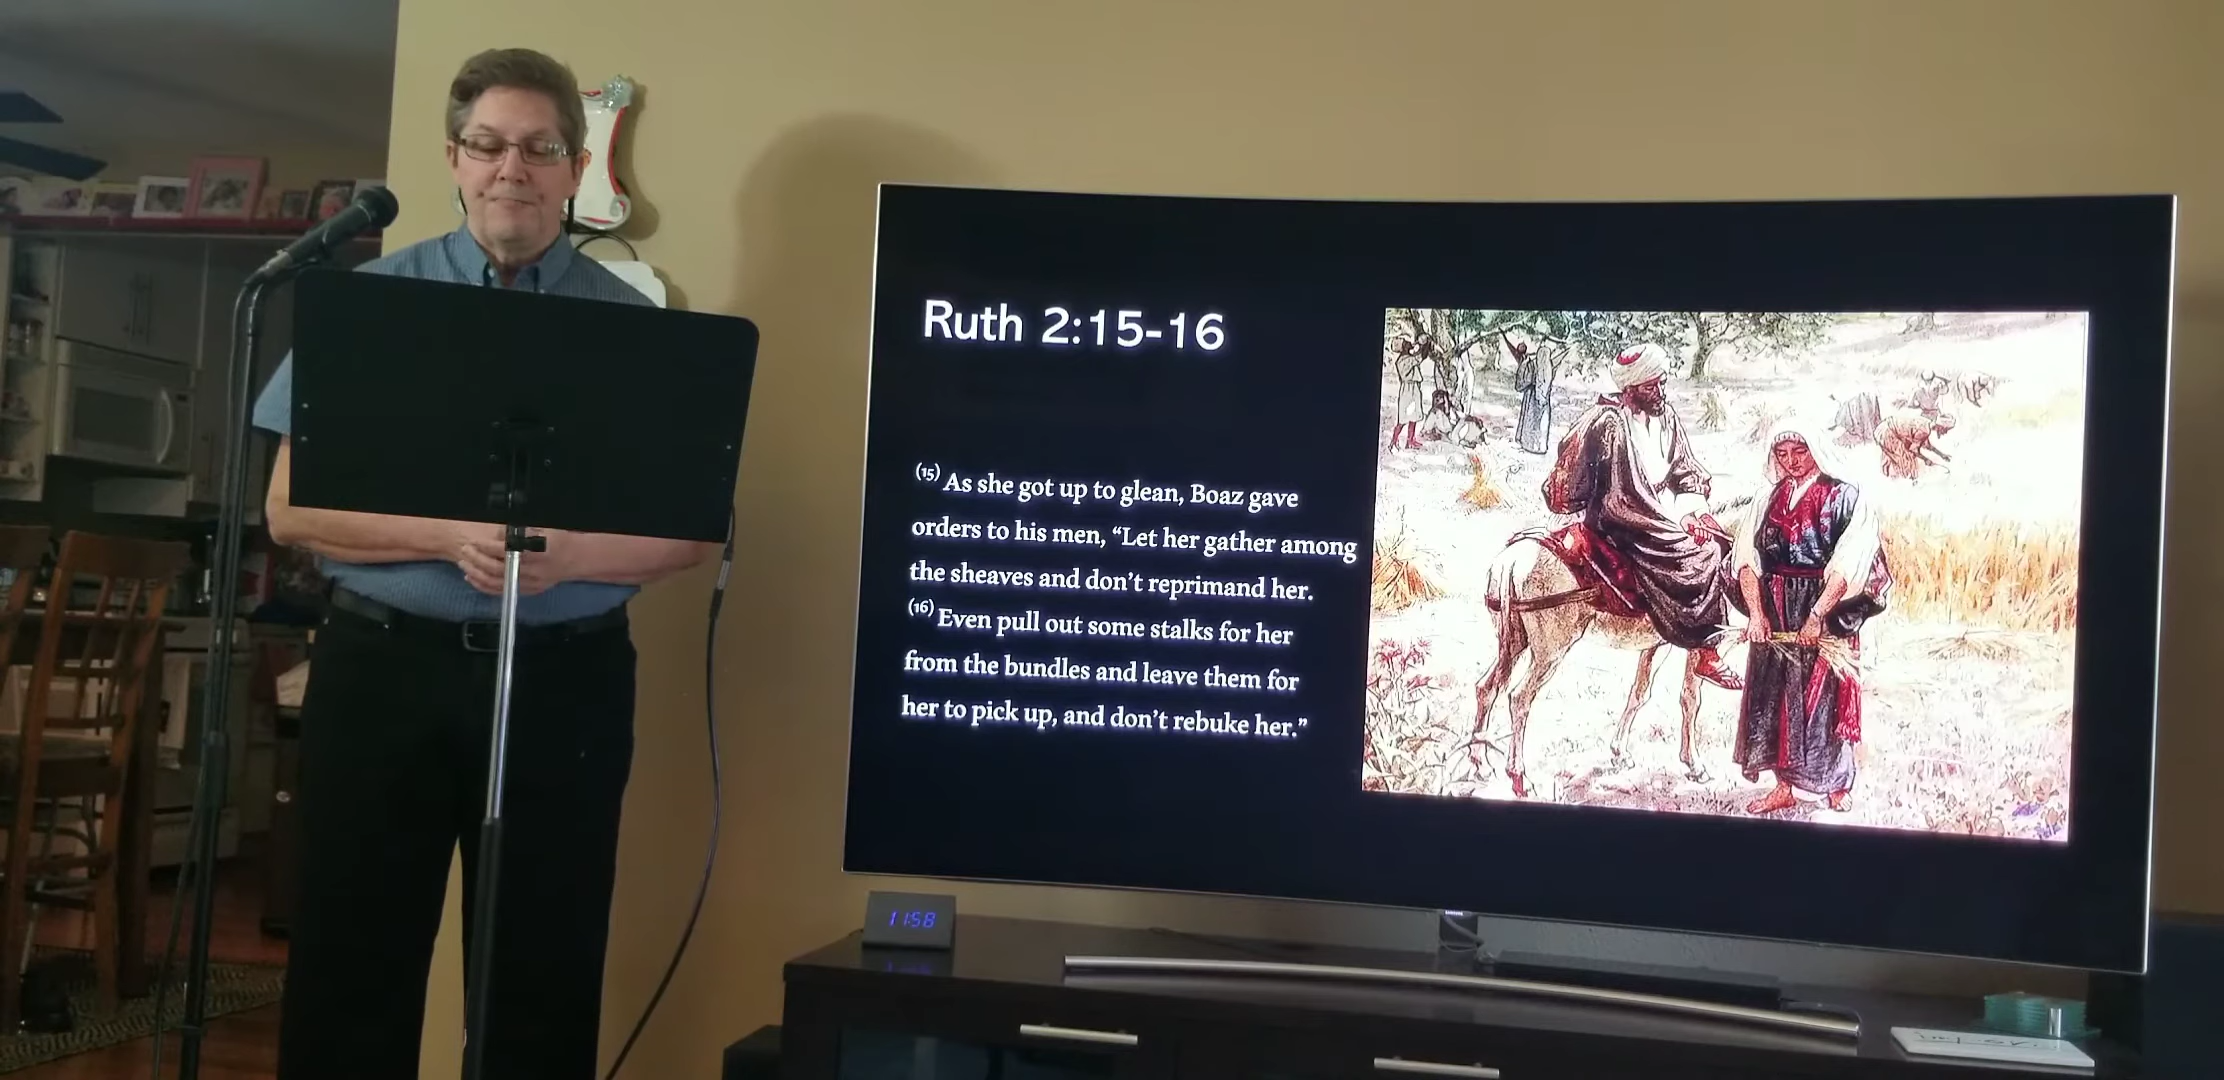 Ruth 2:15-16
(15) As she got up to glean, Boaz gave
orders to his men, “Let her gather among
the sheaves and don’t reprimand her.
(16) Even pull out some stalks for her
from the bundles and leave them for
her to pick up, and don’t rebuke her.”
11:58
SAMSUNG